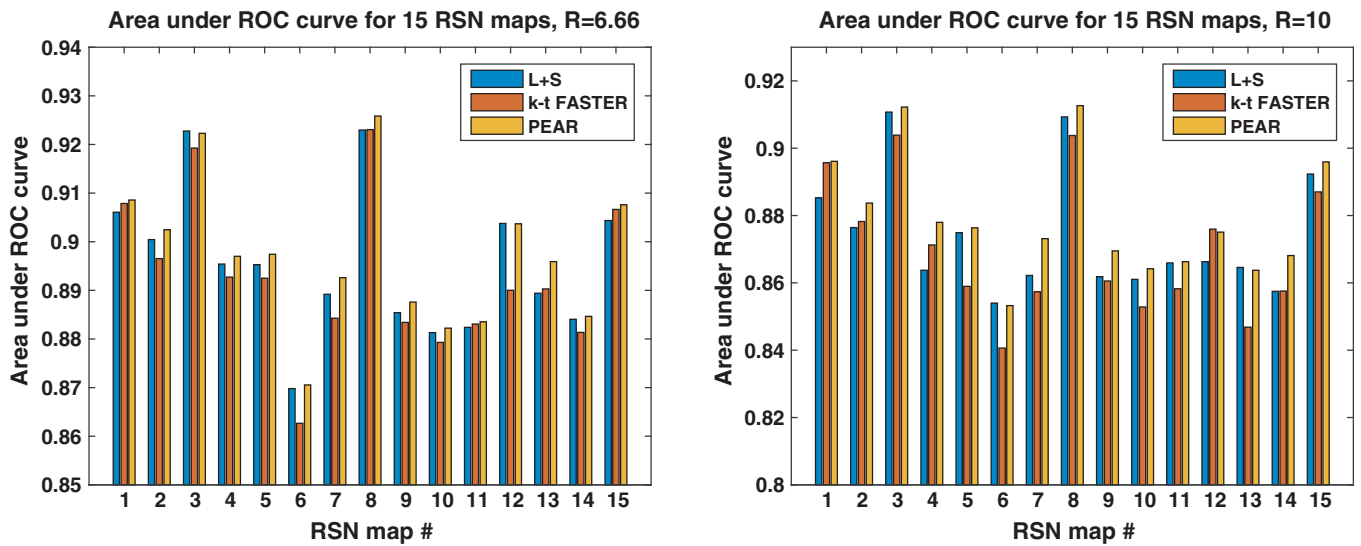 Area under ROC curve for 15 RSN maps, R=6.66
Area under ROC curve
0.94
0.93
0.92
0.91
0.9
0.89
0.88
0.87
0.86
0.85
L+S
k-t FASTER
PEAR
1 2 3 4 5 6 7 8 9 10 11 12 13 14 15
RSN map #
Area under ROC curve for 15 RSN maps, R=10
Area under ROC curve
0.92
0.9
0.88
0.86
0.84
0.82
0.8
L+S
k-t FASTER
PEAR
1 2 3 4 5 6 7 8 9 10 11 12 13 14 15
RSN map #